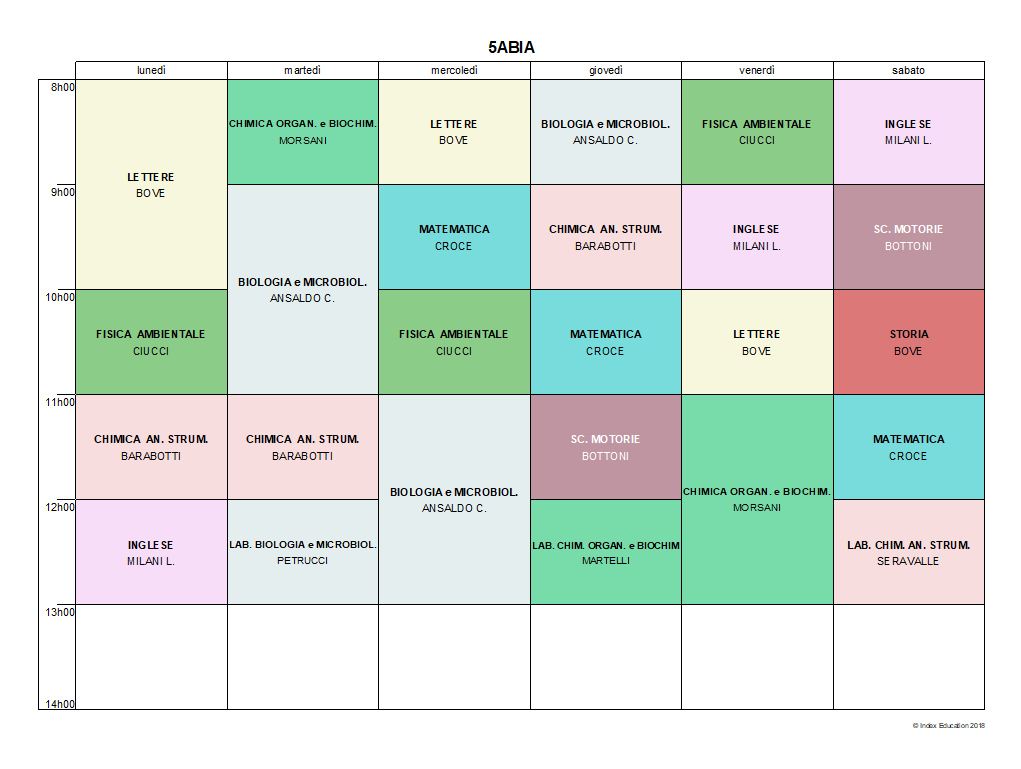 5ABIA
lunedì martedì mercoledì giovedì venerdì sabato
8h00
CHIMICA ORGAN. e BIOCHIM. LETTERE BIOLOGIA e MICROBIOL. FISICA AMBIENTALE INGLESE
MORSANI BOVE ANSALDO C. CIUCCI MILANI L.
LETTERE
BOVE
9h00
MATEMATICA CHIMICA AN. STRUM. INGLESE SC. MOTORIE
CROCE BARABOTTI MILANI L. BOTTONI
BIOLOGIA e MICROBIOL.
ANSALDO C.
10h00
FISICA AMBIENTALE FISICA AMBIENTALE MATEMATICA LETTERE STORIA
CIUCCI CIUCCI CROCE BOVE BOVE
11h00
CHIMICA AN. STRUM. CHIMICA AN. STRUM. SC. MOTORIE MATEMATICA
BARABOTTI BARABOTTI BOTTONI CROCE
BIOLOGIA e MICROBIOL. CHIMICA ORGAN. e BIOCHIM.
ANSALDO C. MORSANI
12h00
INGLESE LAB. BIOLOGIA e MICROBIOL. LAB. CHIM. ORGAN. e BIOCHIM LAB. CHIM. AN. STRUM.
MILANI L. PETRUCCI MARTELLI SERAVALLE
13h00
14h00
© Index Education 2018